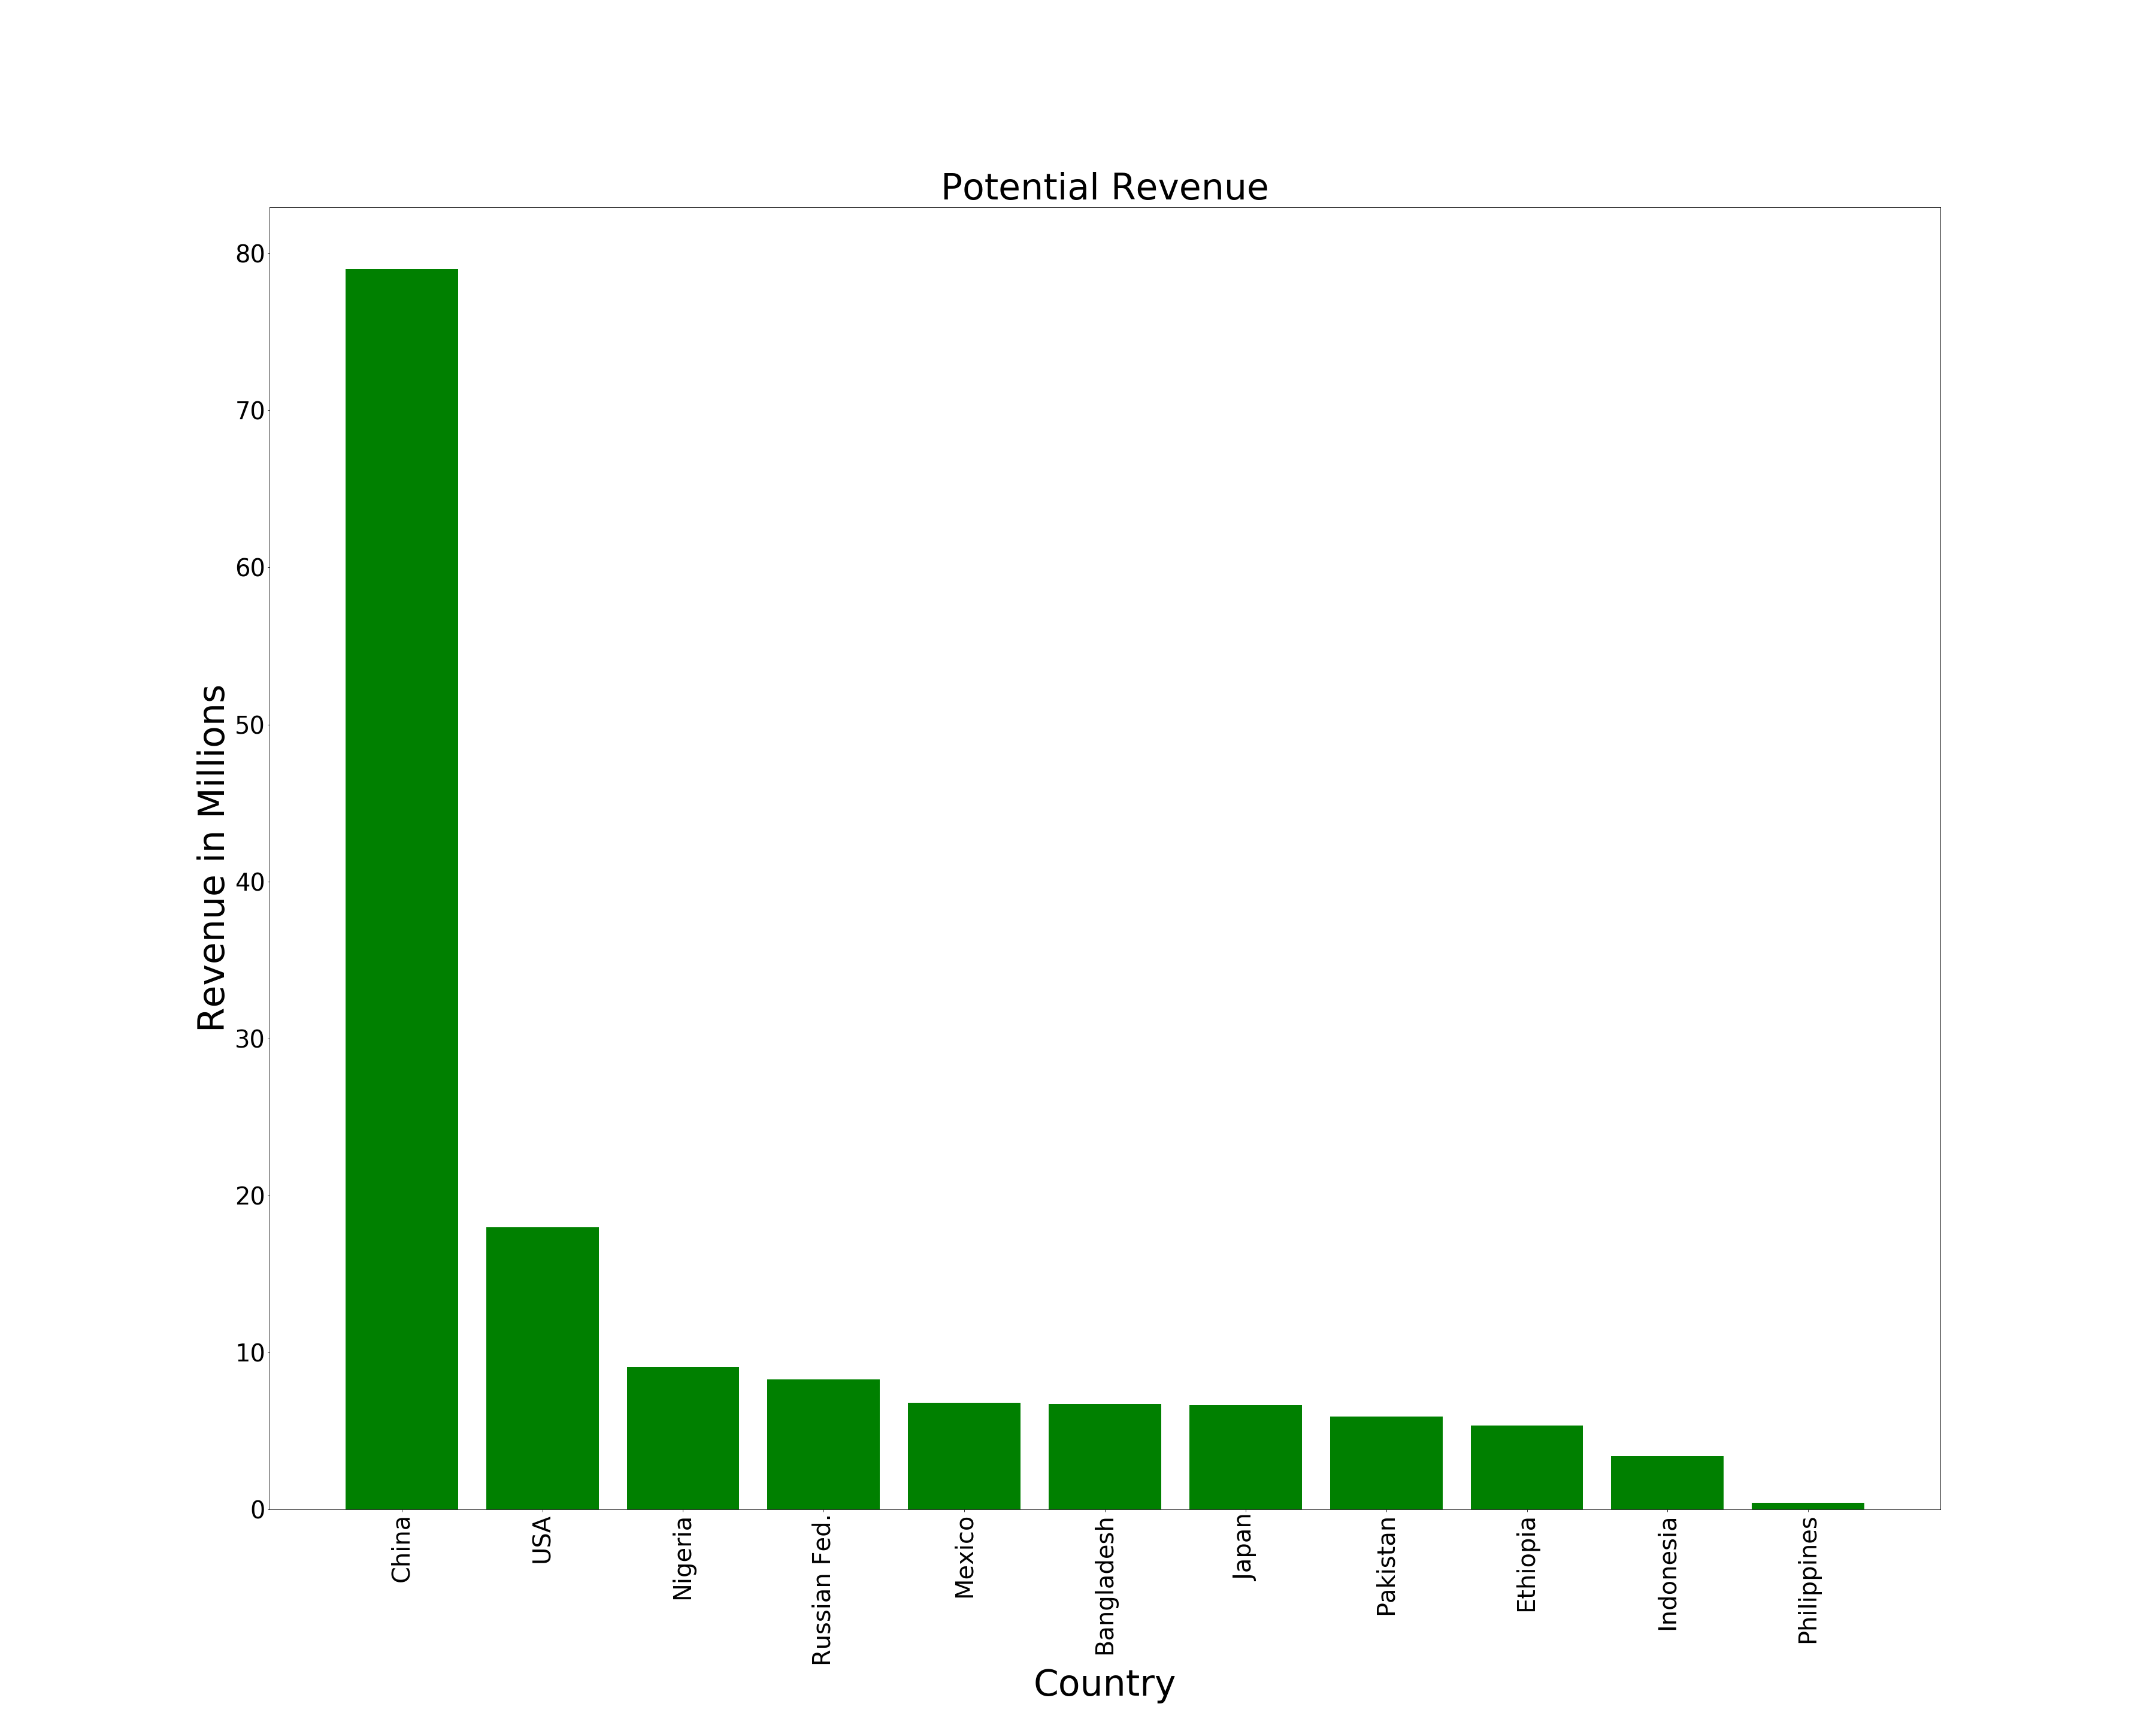 Potential Revenue
Revenue in Millions
80
70
60
50
40
30
20
10
0
China
USA
Nigeria
Russian Fed.
Mexico
Bangladesh
Japan
Pakistan
Ethiopia
Indonesia
Philippines
Country